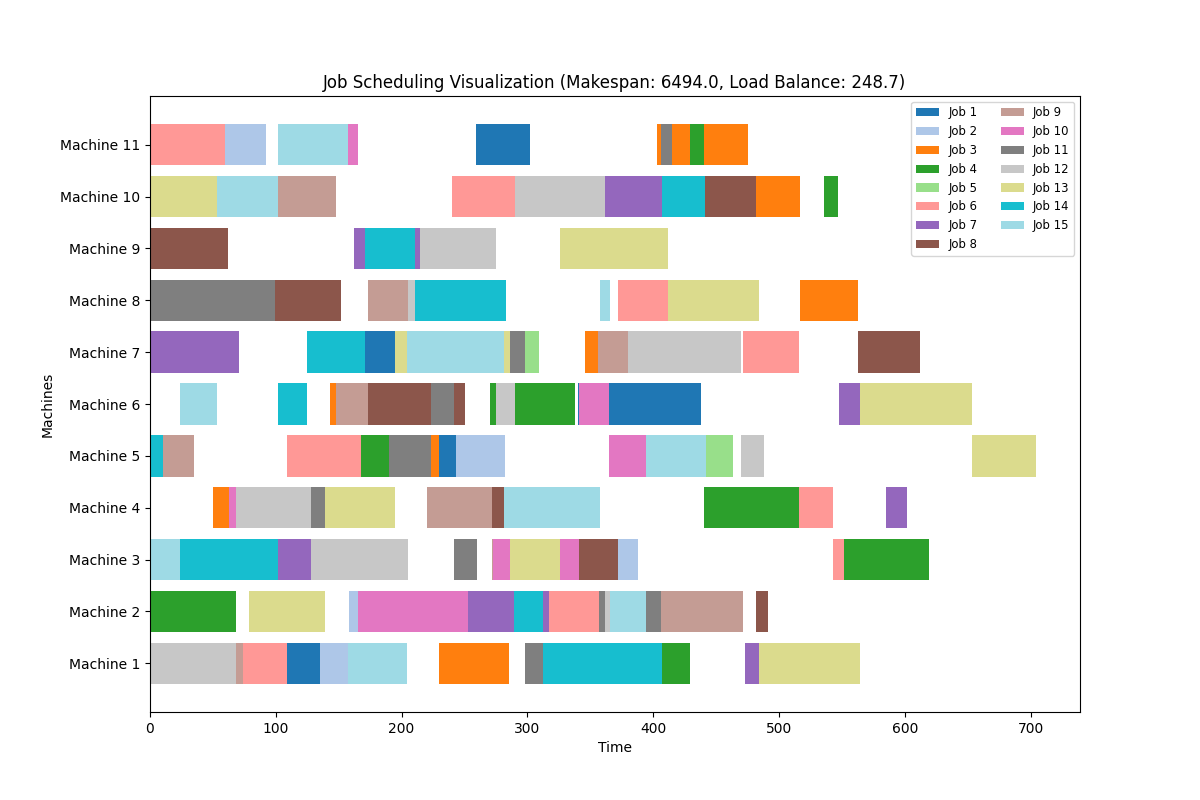 Job Scheduling Visualization (Makespan: 6494.0, Load Balance: 248.7)
Machine 11
Machine 10
Machine 9
Machine 8
Machine 7
Machine 6
Machine 5
Machine 4
Machine 3
Machine 2
Machine 1
Machines
0 100 200 300 400 500 600 700
Time
Job 1
Job 2
Job 3
Job 4
Job 5
Job 6
Job 7
Job 8
Job 9
Job 10
Job 11
Job 12
Job 13
Job 14
Job 15